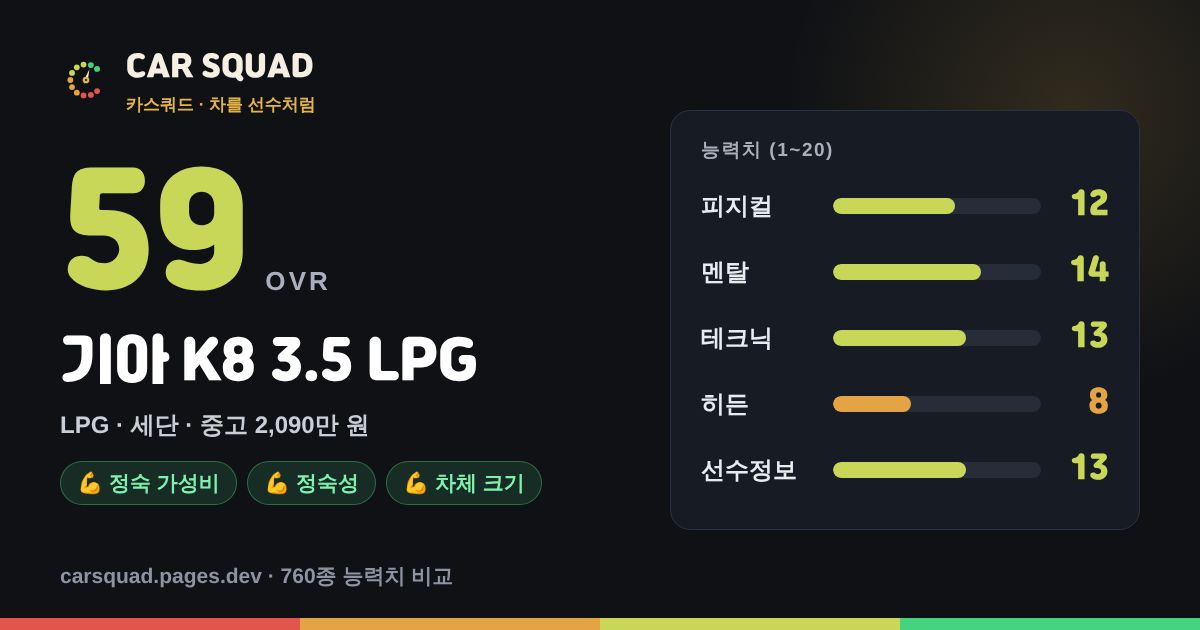 CAR SQUAD
카스쿼드 · 차를 선수처럼
59 OVR
기아 K8 3.5 LPG
LPG · 세단 · 중고 2,090만 원
💪 정숙 가성비 💪 정숙성 💪 차체 크기
carsquad.pages.dev · 760종 능력치 비교
능력치 (1~20)
피지컬 12
멘탈 14
테크닉 13
히든 8
선수정보 13